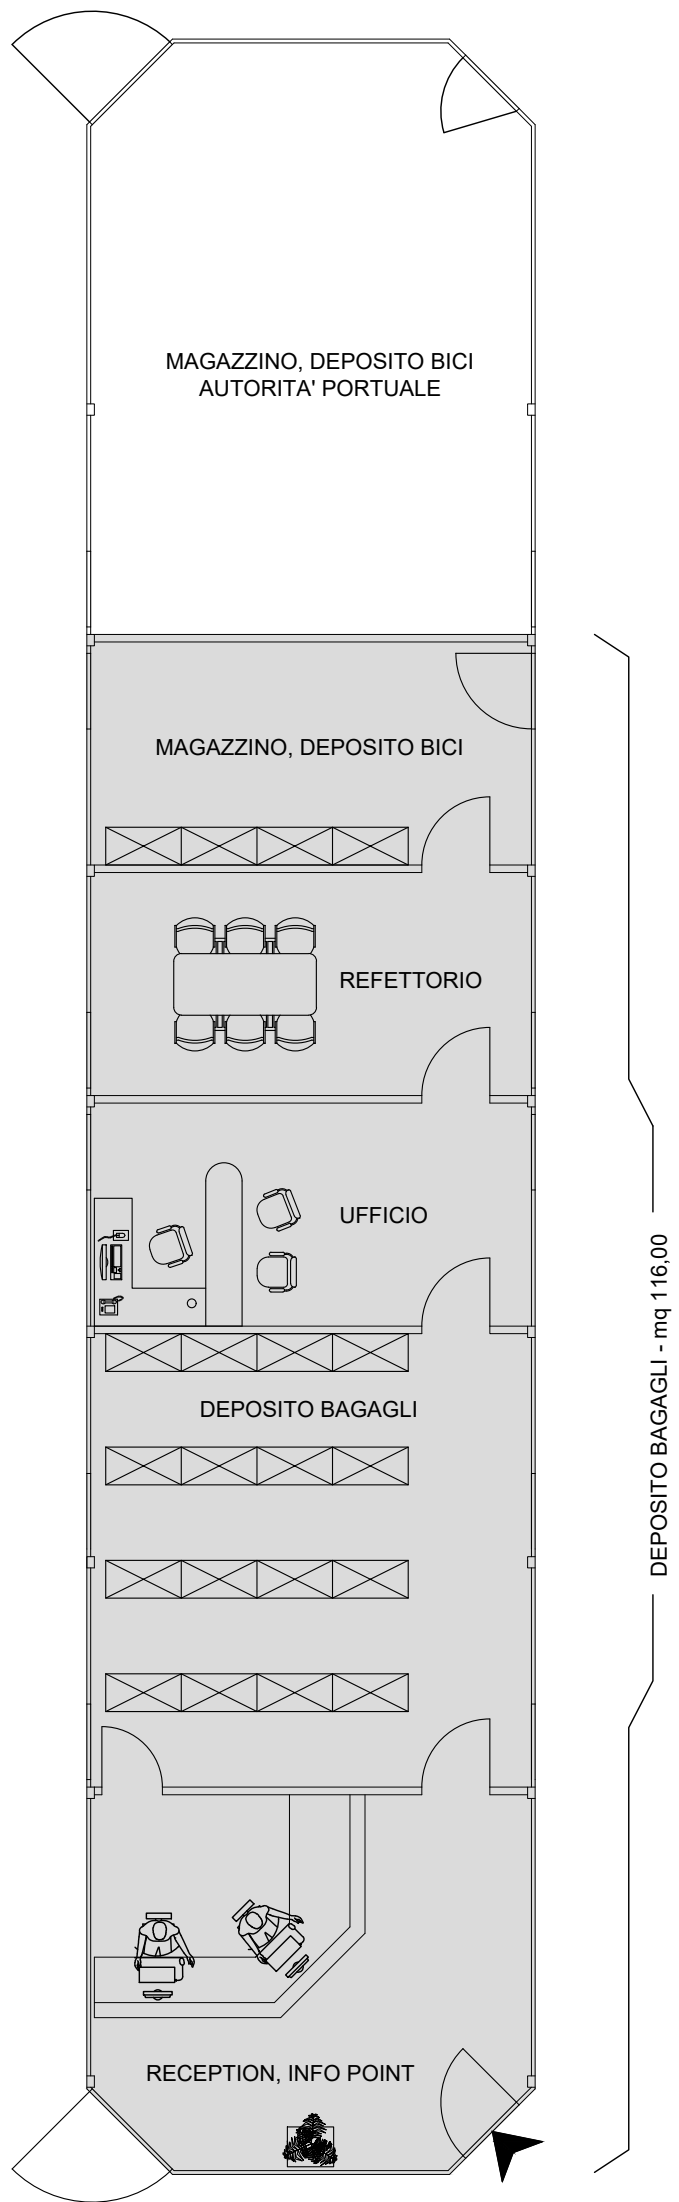 MAGAZZINO, DEPOSITO BICI
AUTORITA' PORTUALE
MAGAZZINO, DEPOSITO BICI
REFETTORIO
UFFICIO
DEPOSITO BAGAGLI - mq 116,00
DEPOSITO BAGAGLI
RECEPTION, INFO POINT